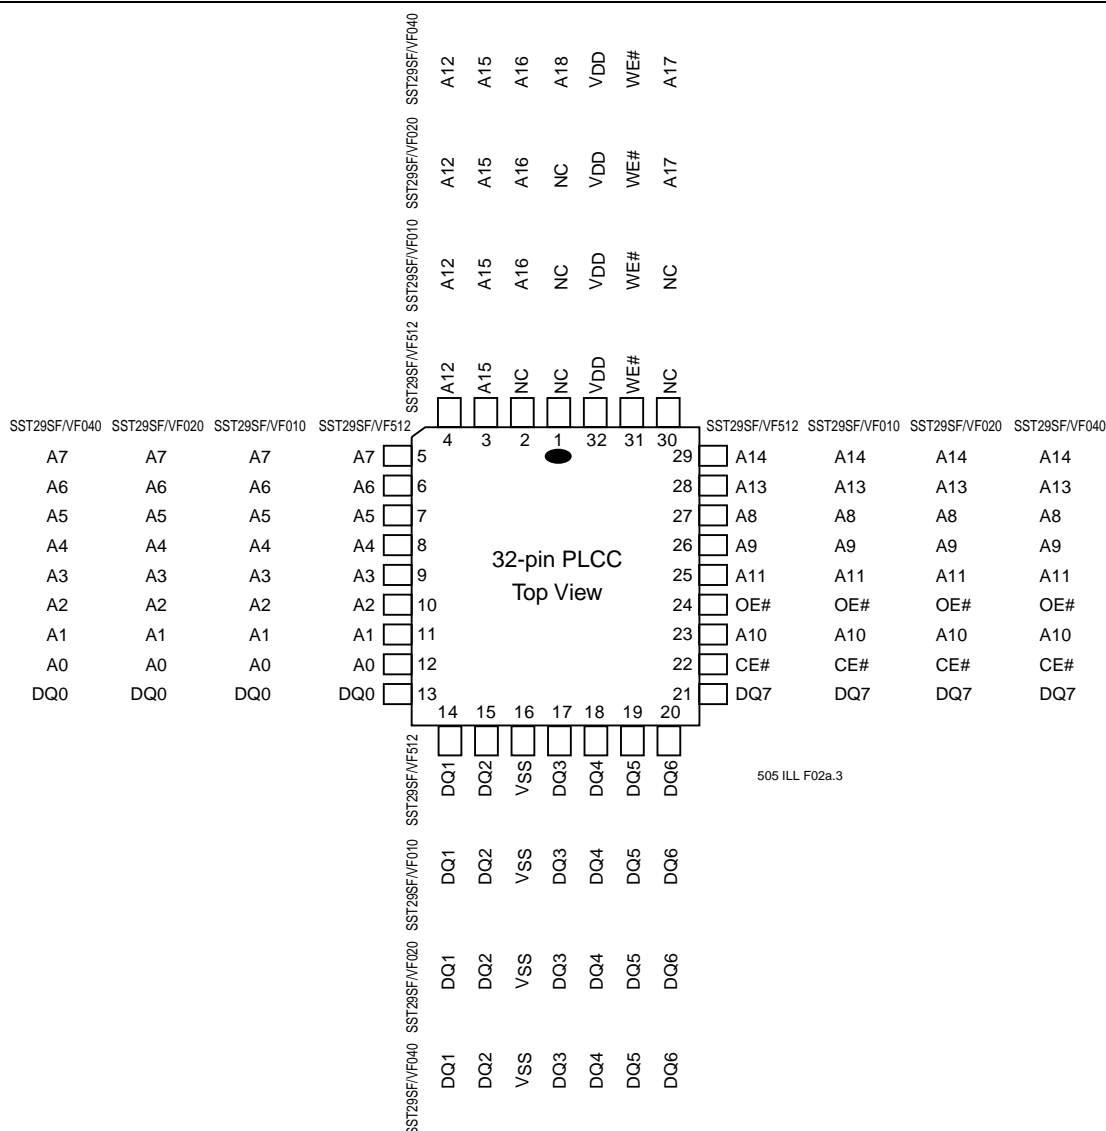 SST29SF/VF040 A12 A15 A16 A18 VDD WE# A17
SST29SF/VF020 A12 A15 A16 NC VDD WE# A17
SST29SF/VF010 A12 A15 A16 NC VDD WE# NC
SST29SF/VF512 A12 A15 NC NC VDD WE# NC
SST29SF/VF040 SST29SF/VF020 SST29SF/VF010 SST29SF/VF512 SST29SF/VF512 SST29SF/VF010 SST29SF/VF020 SST29SF/VF040
4 3 2 1 32 31 30
A7 A7 A7 A7 5 29 A14 A14 A14 A14
A6 A6 A6 A6 6 28 A13 A13 A13 A13
A5 A5 A5 A5 7 27 A8 A8 A8 A8
A4 A4 A4 A4 8 26 A9 A9 A9 A9
32-pin PLCC
A3 A3 A3 A3 9 25 A11 A11 A11 A11
Top View
A2 A2 A2 A2 10 24 OE# OE# OE# OE#
A1 A1 A1 A1 11 23 A10 A10 A10 A10
A0 A0 A0 A0 12 22 CE# CE# CE# CE#
DQ0 DQ0 DQ0 DQ0 13 21 DQ7 DQ7 DQ7 DQ7
14 15 16 17 18 19 20
SST29SF/VF512 DQ1 DQ2 VSS DQ3 DQ4 DQ5 DQ6
505 ILL F02a.3
SST29SF/VF010 DQ1 DQ2 VSS DQ3 DQ4 DQ5 DQ6
SST29SF/VF020 DQ1 DQ2 VSS DQ3 DQ4 DQ5 DQ6
SST29SF/VF040 DQ1 DQ2 VSS DQ3 DQ4 DQ5 DQ6